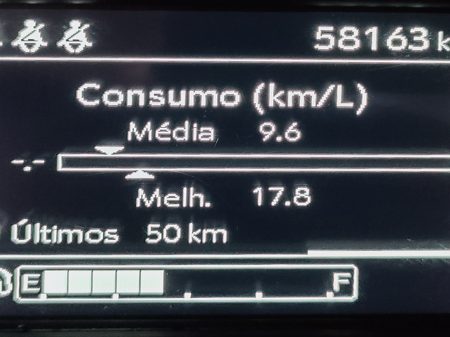 58163 k
Consumo (km/L)
Média 9.6
-.-
Melh. 17.8
Últimos 50 km
E F